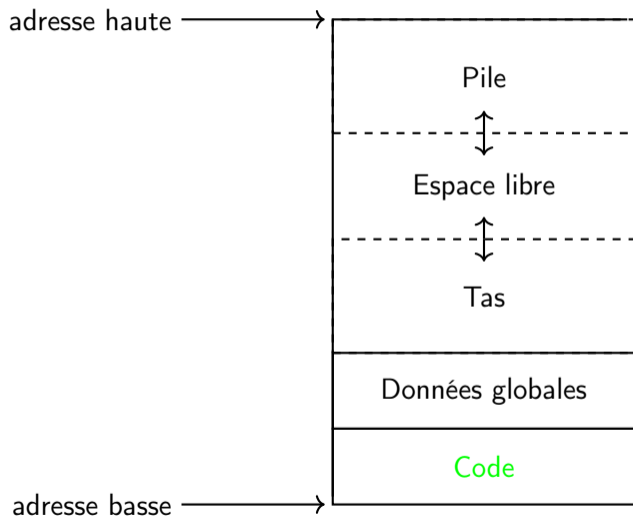 adresse haute
Pile
Espace libre
Tas
Données globales
Code
adresse basse